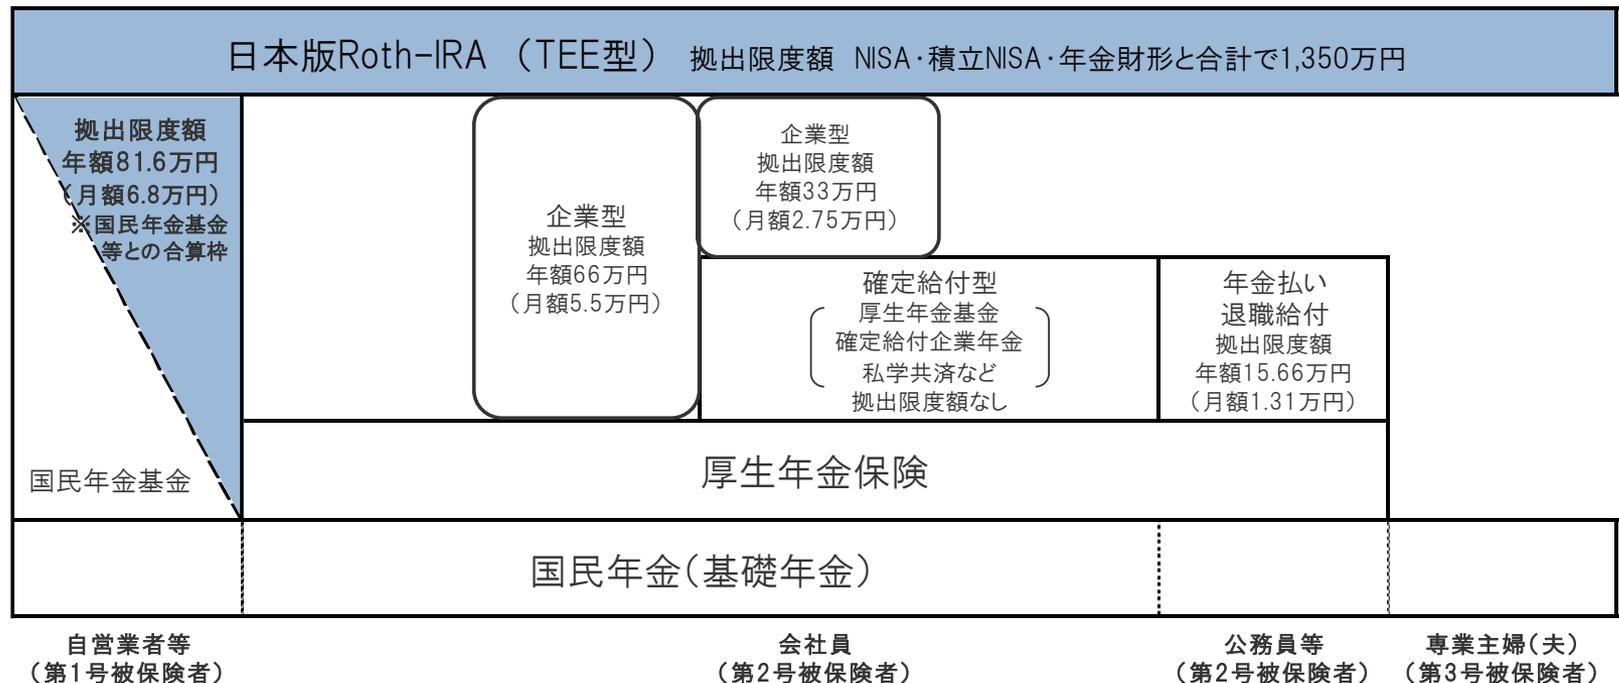 日本版Roth-IRA （TEE型） 拠出限度額 NISA・積立NISA・年金財形と合計で1,350万円
拠出限度額
年額81.6万円
（月額6.8万円）
※国民年金基金
等との合算枠
国民年金基金
企業型
拠出限度額
年額66万円
（月額5.5万円）
企業型
拠出限度額
年額33万円
（月額2.75万円）
確定給付型
厚生年金基金
確定給付企業年金
私学共済など
拠出限度額なし
年金払い
退職給付
拠出限度額
年額15.66万円
（月額1.31万円）
厚生年金保険
国民年金（基礎年金）
自営業者等
（第1号被保険者）
会社員
（第2号被保険者）
公務員等
（第2号被保険者）
専業主婦（夫）
（第3号被保険者）